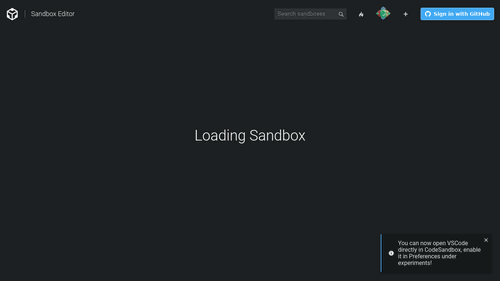 Sandbox Editor
Search sandboxes
Sign in with GitHub
Loading Sandbox
You can now open VSCode
directly in CodeSandbox, enable
it in Preferences under
experiments!